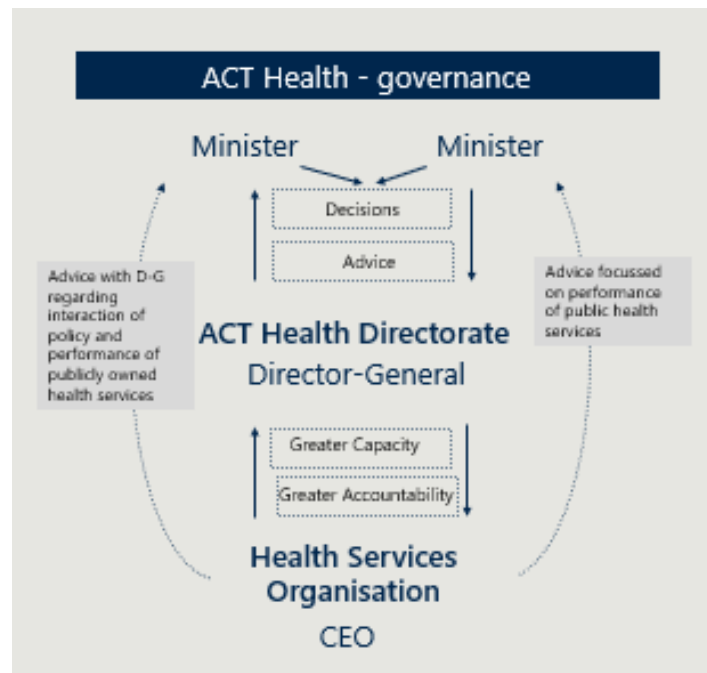 ACT Health - governance
Minister
Minister
Decisions
Advice
Advice with D-G
regarding
interaction of
policy and
performance of
publicly owned
health services
Advice focussed
on performance
of public health
services
ACT Health Directorate
Director-General
Greater Capacity
Greater Accountability
Health Services
Organisation
CEO